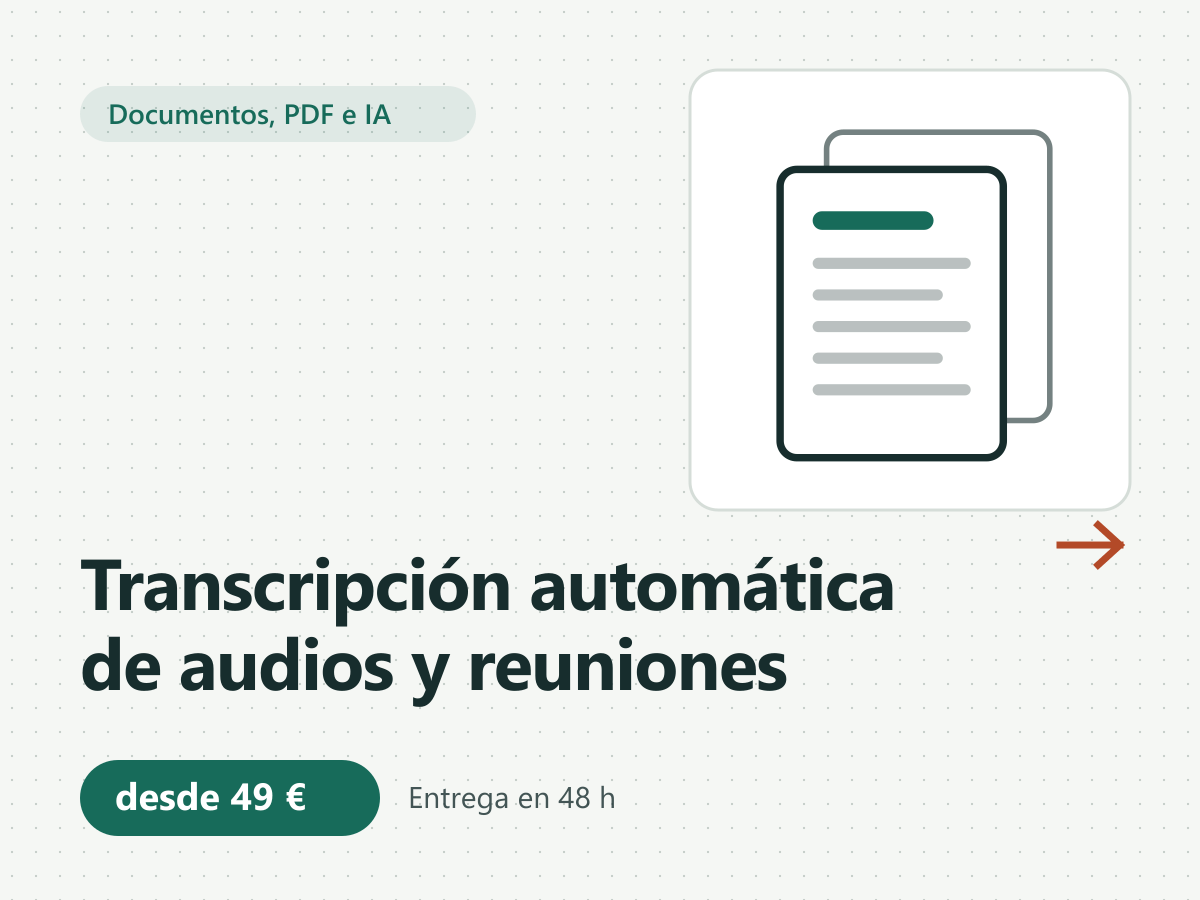 Documentos, PDF e IA
Transcripción automática
de audios y reuniones
desde 49 €
Entrega en 48 h